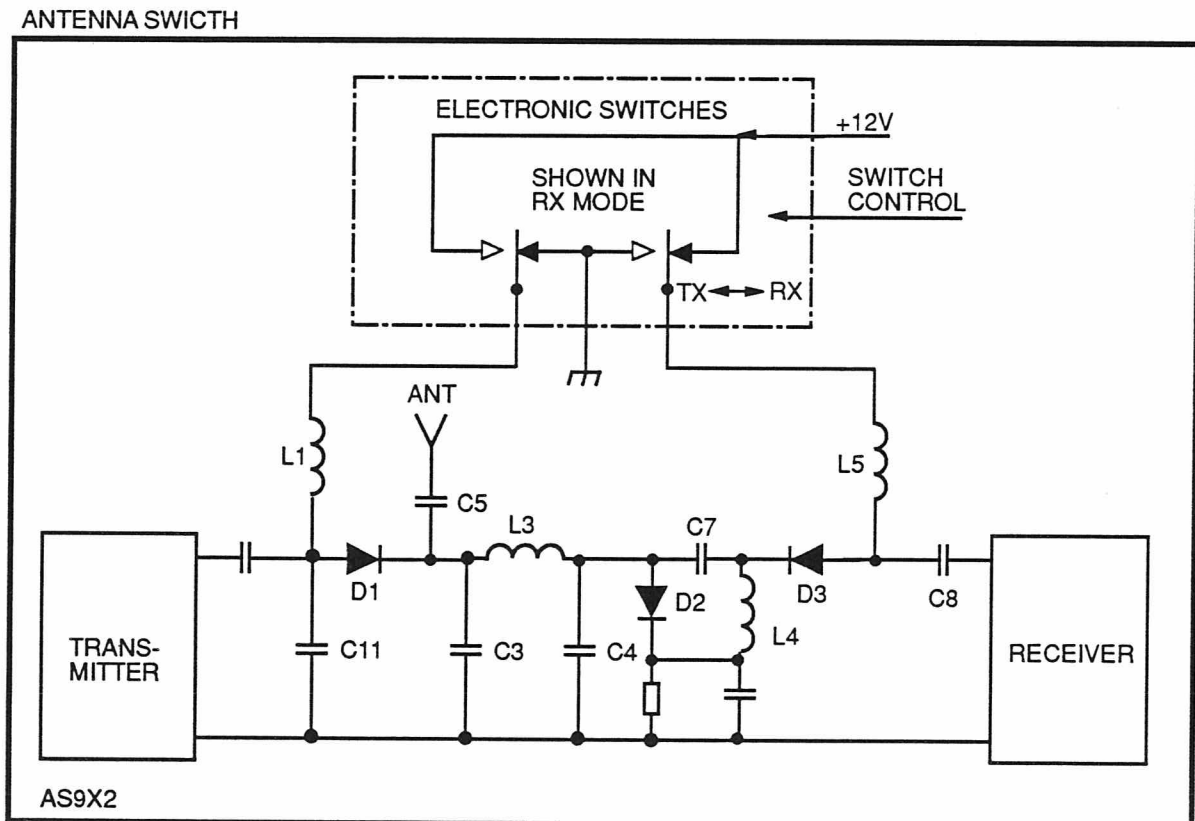 ANTENNA SWICTH
ELECTRONIC SWITCHES
+12V
SHOWN IN
RX MODE
SWITCH
CONTROL
TX
RX
ANT
L1
C5
L3
C7
L5
D1
D2
D3
C8
TRANS-
MITTER
C11
C3
C4
L4
RECEIVER
AS9X2